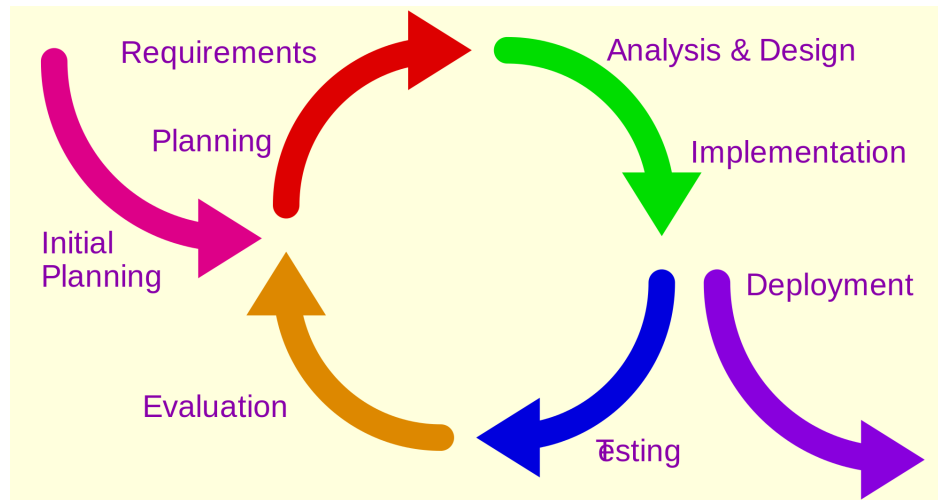 Requirements
Analysis & Design
Planning
Implementation
Initial
Planning
Deployment
Evaluation
Testing